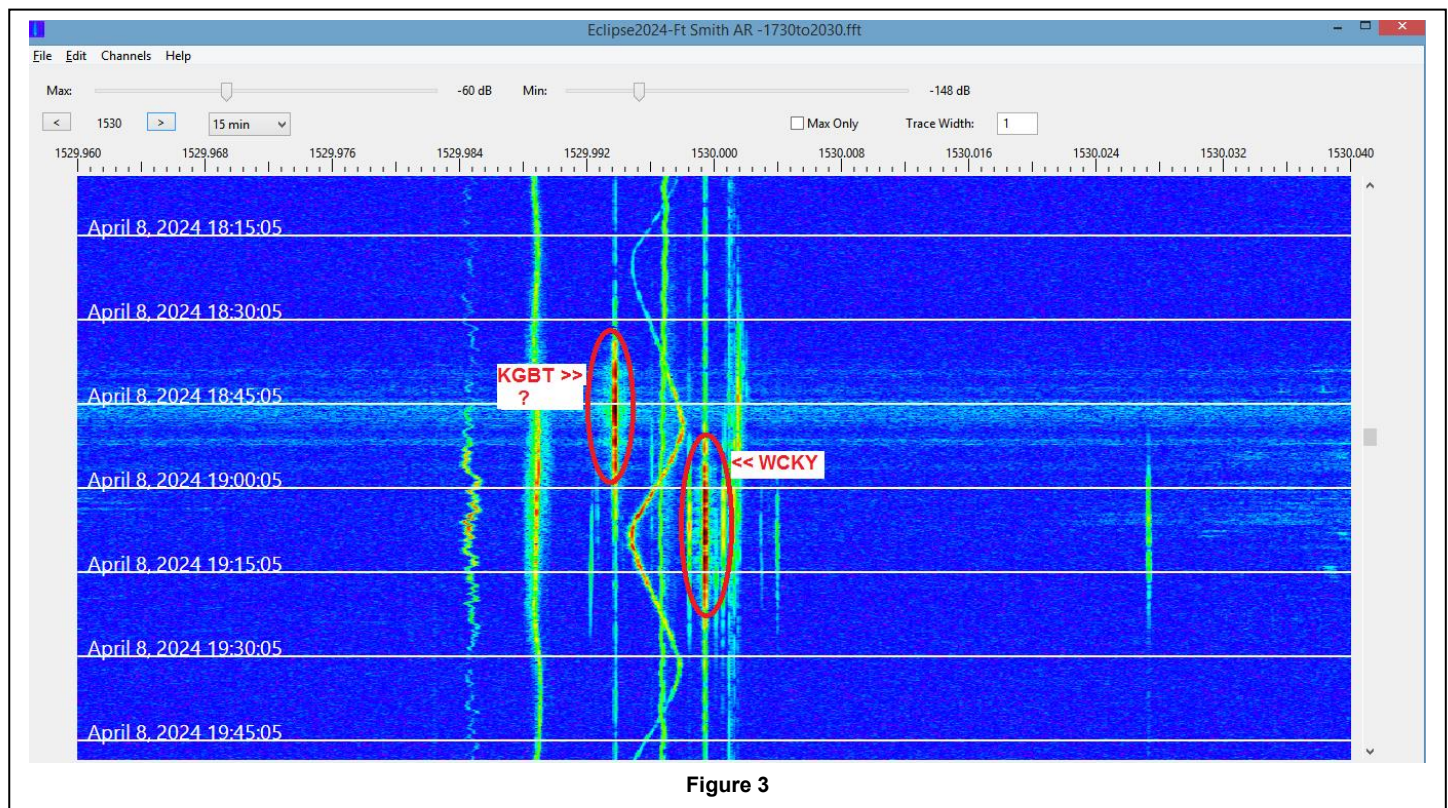 Eclipse2024-Ft Smith AR -1730to2030.fft
File Edit Channels Help
Max: -60 dB Min: -148 dB
< 1530 > 15 min Max Only Trace Width: 1
1529.960 1529.968 1529.976 1529.984 1529.992 1530.000 1530.008 1530.016 1530.024 1530.032 1530.040
April 8, 2024 18:15:05
April 8, 2024 18:30:05
KGBT >>
?
April 8, 2024 18:45:05
<< WCKY
April 8, 2024 19:00:05
April 8, 2024 19:15:05
April 8, 2024 19:30:05
April 8, 2024 19:45:05
Figure 3